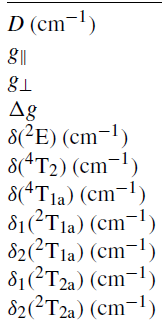 D (cm⁻¹)
g∥
g⊥
Δg
δ(²E) (cm⁻¹)
δ(⁴T₂) (cm⁻¹)
δ(⁴T₁ₐ) (cm⁻¹)
δ₁(²T₁ₐ) (cm⁻¹)
δ₂(²T₁ₐ) (cm⁻¹)
δ₁(²T₂ₐ) (cm⁻¹)
δ₂(²T₂ₐ) (cm⁻¹)